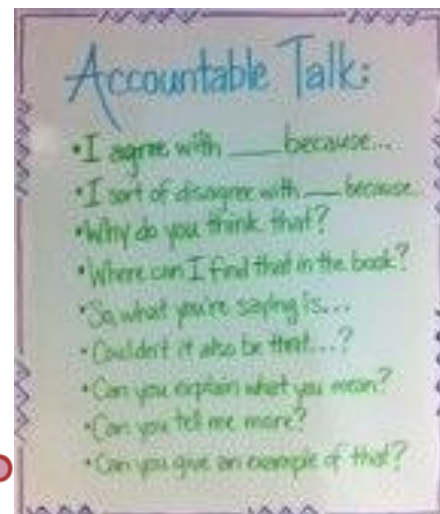 Accountable Talk:
• I agree with ___ because...
• I sort of disagree with ___ because
• Why do you think that?
• Where can I find that in the book?
• So, what you're saying is...
• Couldn't it also be that...?
• Can you explain what you mean?
• Can you tell me more?
• Can you give an example of that?